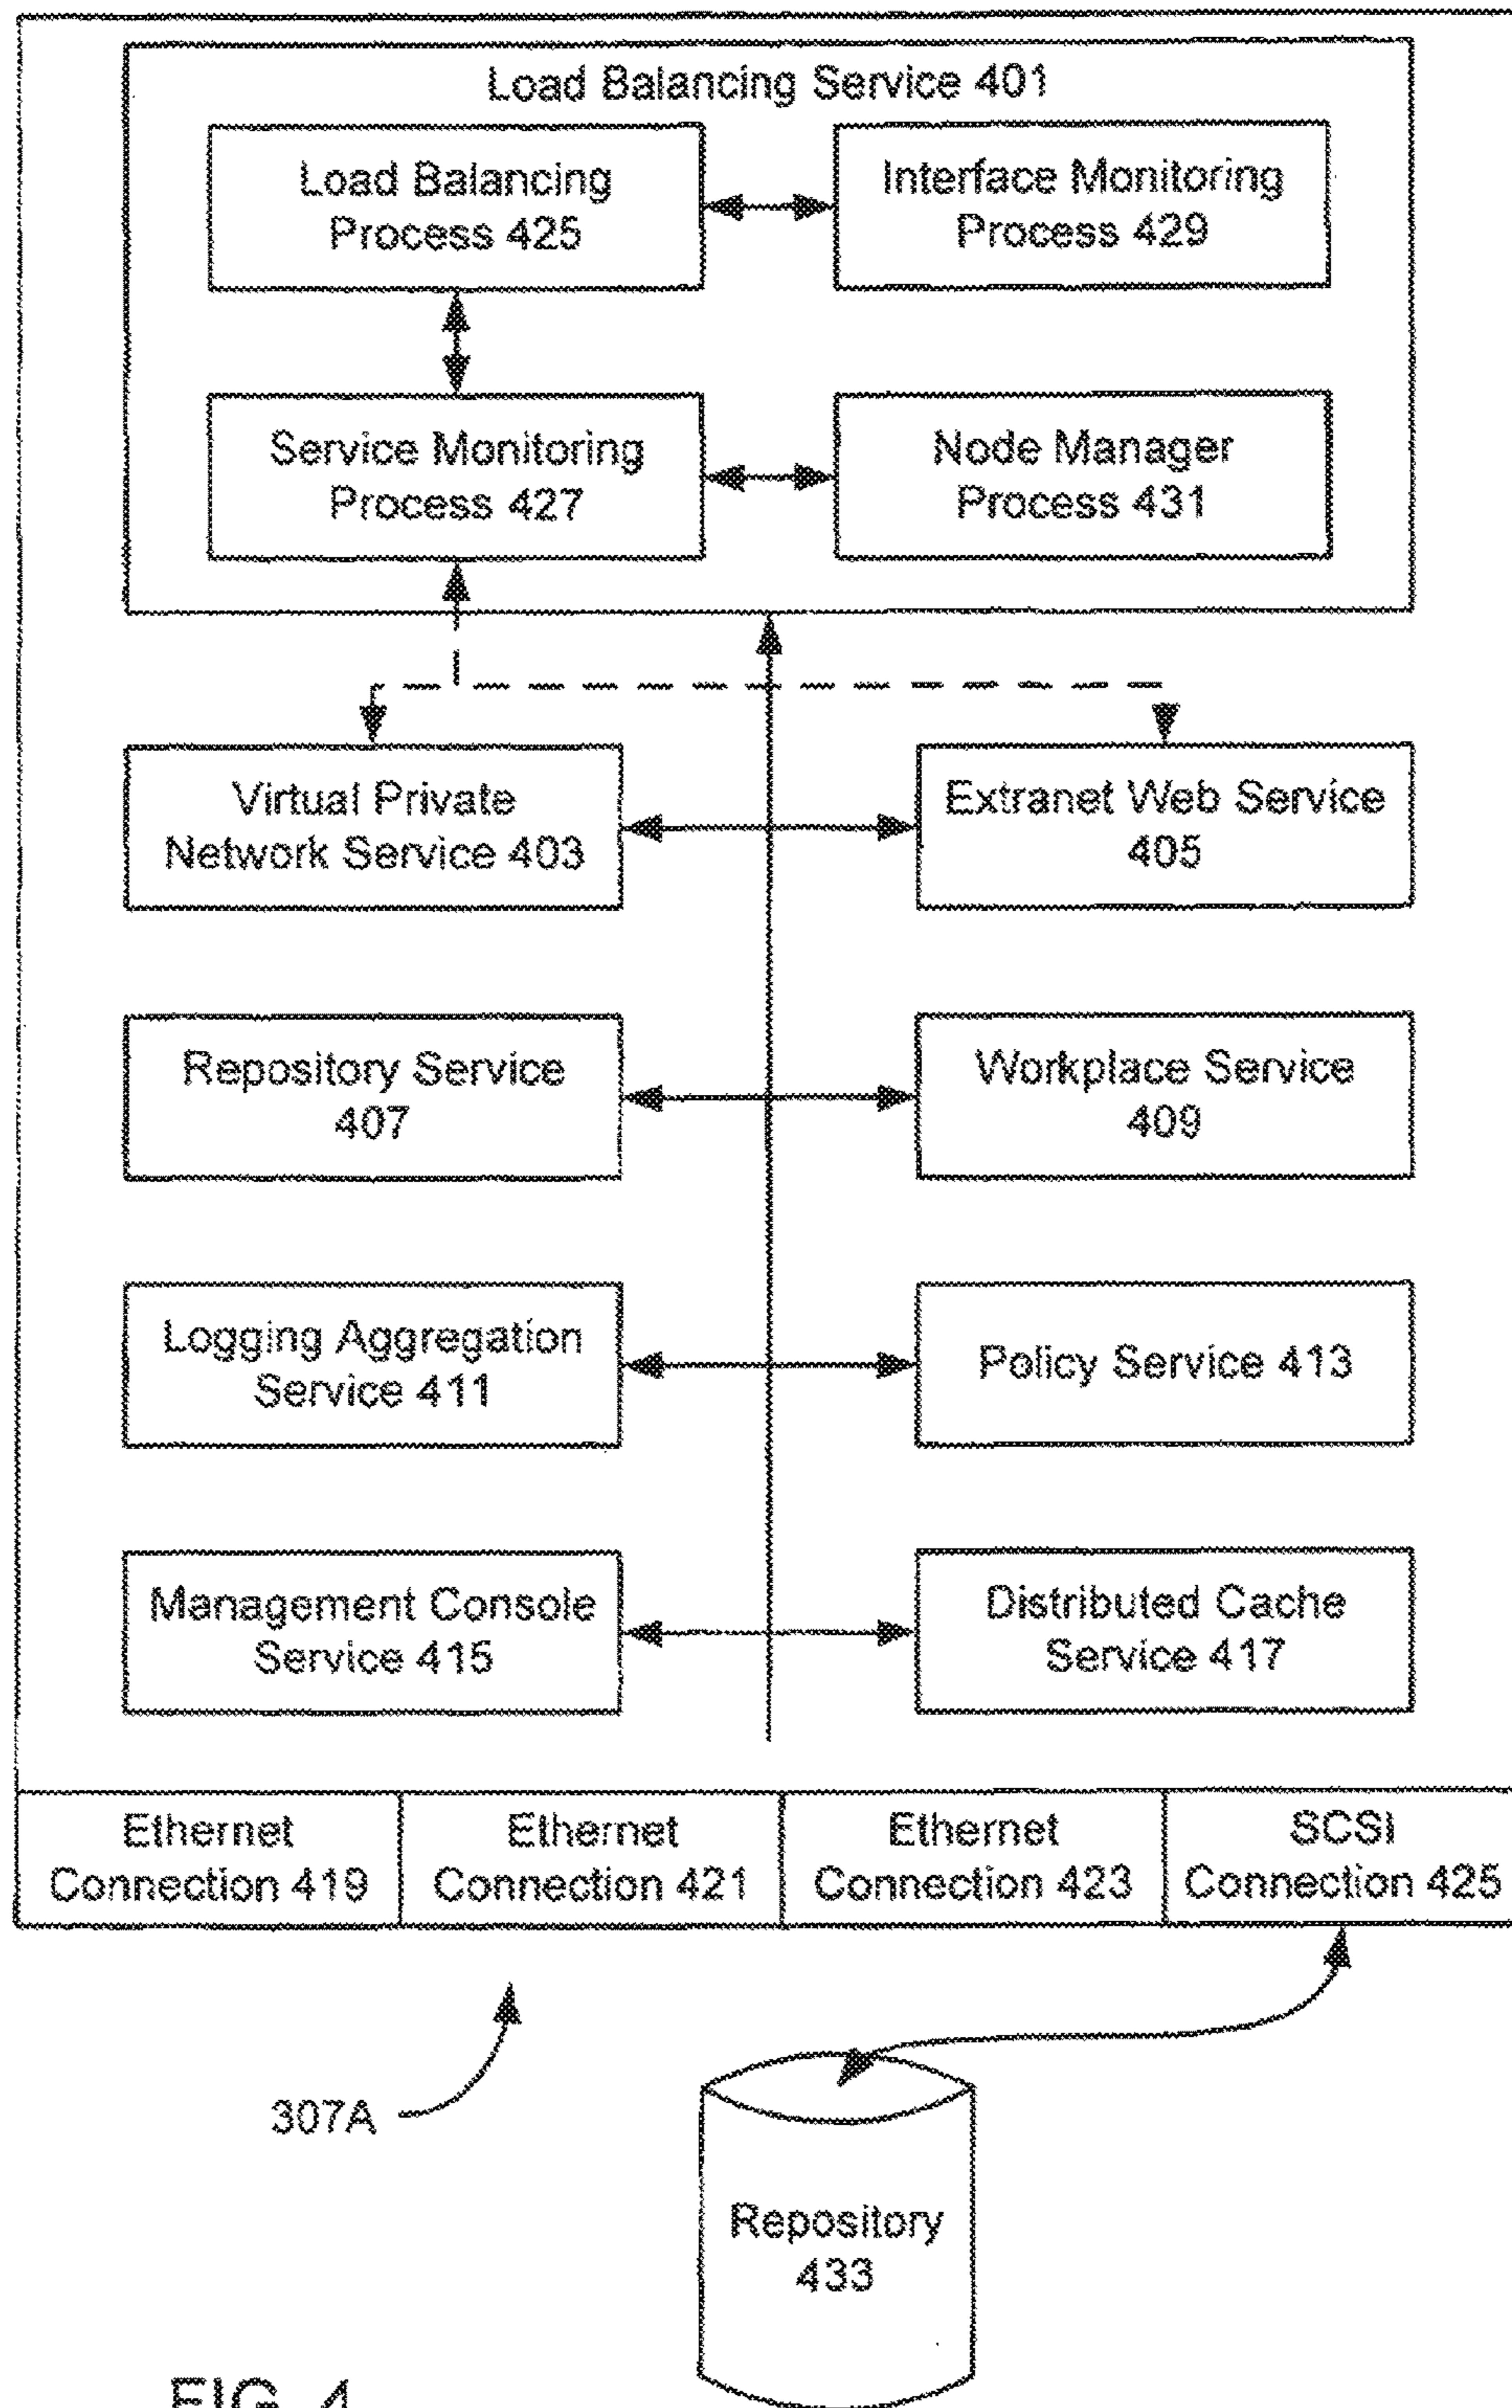 Load Balancing Service 401
Load Balancing
Process 425
Interface Monitoring
Process 429
Service Monitoring
Process 427
Node Manager
Process 431
Virtual Private
Network Service 403
Extranet Web Service
405
Repository Service
407
Workplace Service
409
Logging Aggregation
Service 411
Policy Service 413
Management Console
Service 415
Distributed Cache
Service 417
Ethernet
Connection 419
Ethernet
Connection 421
Ethernet
Connection 423
SCSI
Connection 425
307A
Repository
433
FIG. 4